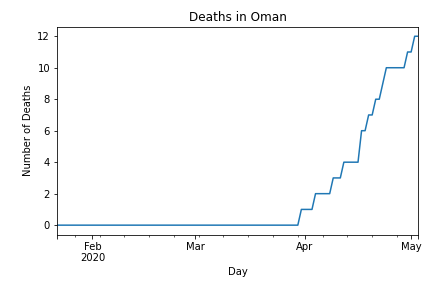 Deaths in Oman
Number of Deaths
12
10
8
6
4
2
0
Feb
2020
Mar
Apr
May
Day